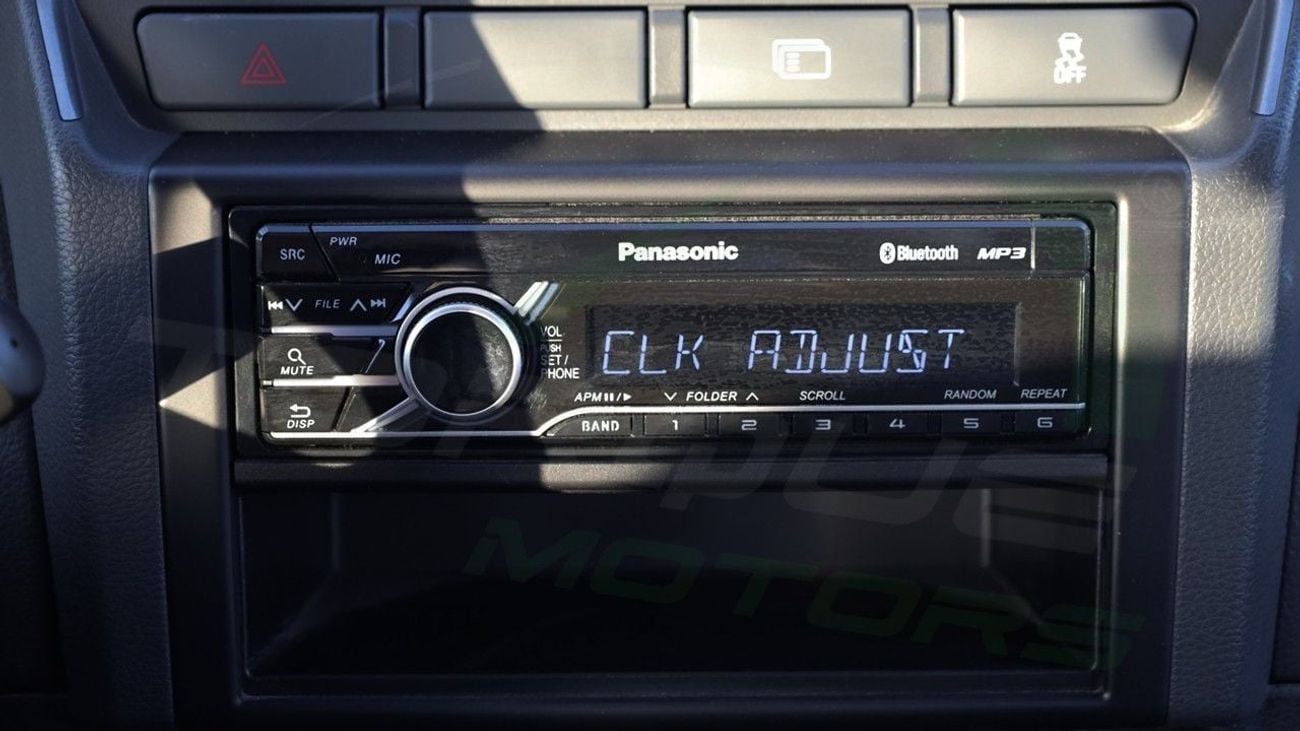 OFF
SRC
PWR
MIC
Panasonic
Bluetooth
MP3
FILE
MUTE
DISP
VOL
PUSH
SET/
PHONE
CLK ADJUST
APM
FOLDER
SCROLL
RANDOM
REPEAT
BAND 1 2 3 4 5 6
MOTORS